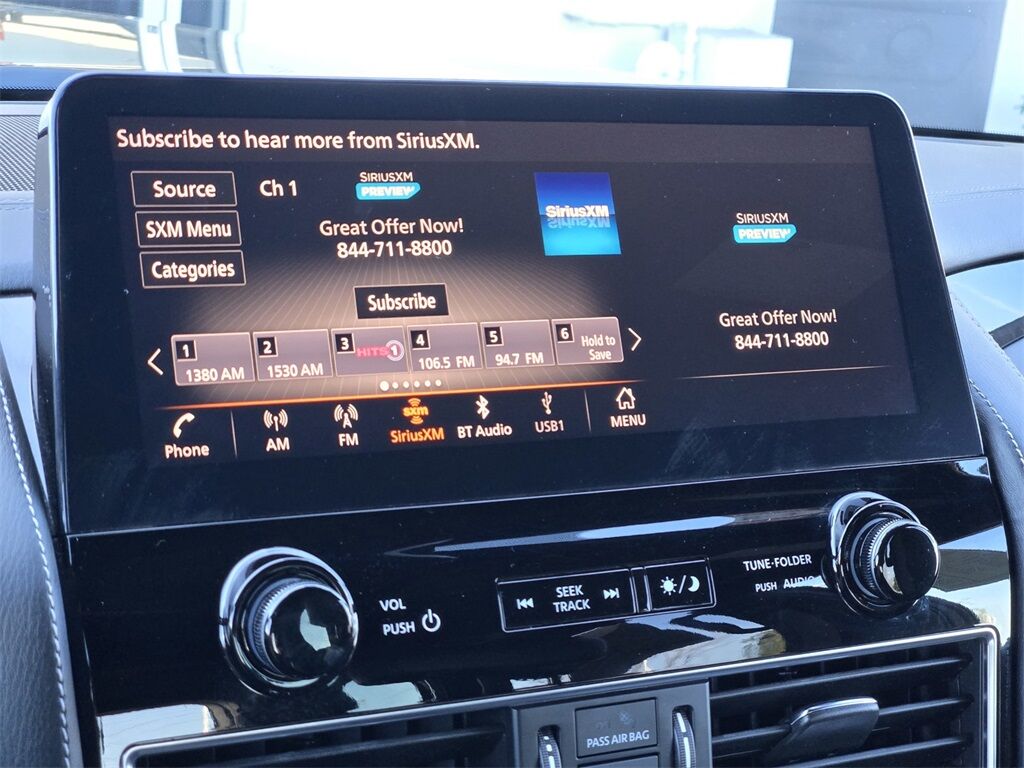 Subscribe to hear more from SiriusXM.
Source
Ch 1
SIRIUSXM
PREVIEW
SiriusXM
SXM Menu
Great Offer Now!
844-711-8800
SIRIUSXM
PREVIEW
Categories
Subscribe
Great Offer Now!
844-711-8800
1
1380 AM
2
1530 AM
3
HITS 1
4
106.5 FM
5
94.7 FM
6
Hold to
Save
Phone
AM
FM
sxm
SiriusXM
BT Audio
USB1
MENU
VOL
PUSH
SEEK
TRACK
TUNE·FOLDER
PUSH AUDIO
PASS AIR BAG